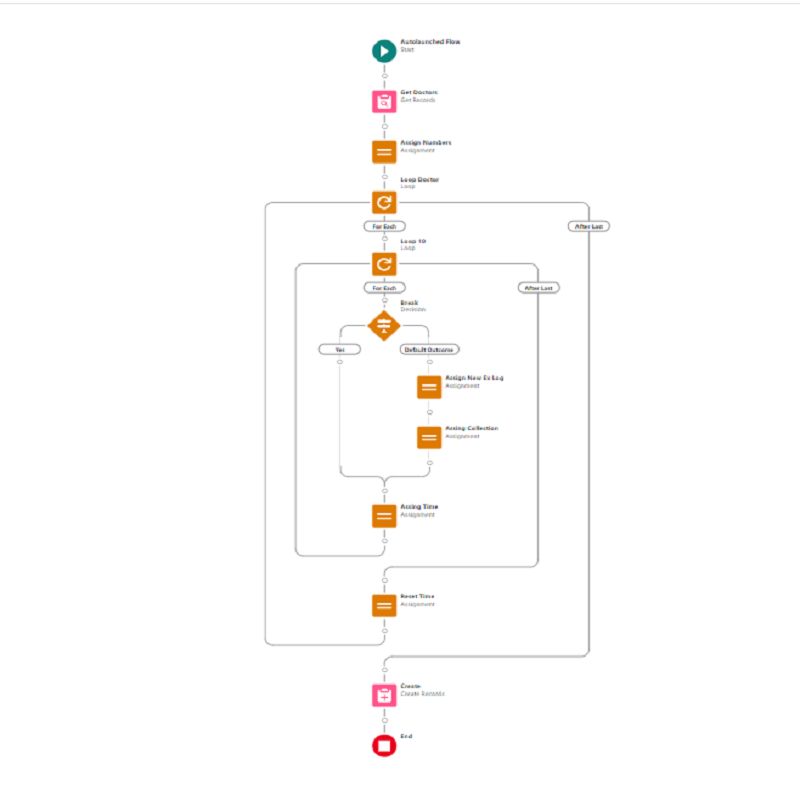 Autolaunched Flow
Start
Get Doctors
Get Records
Assign Numbers
Assignment
Loop Doctor
Loop
For Each
After Last
Loop 10
Loop
For Each
After Last
Break
Decision
Yes
Default Outcome
Assign New
Assignment
Assing Collection
Assignment
Assing Time
Assignment
Reset Time
Assignment
Create
Create Records
End